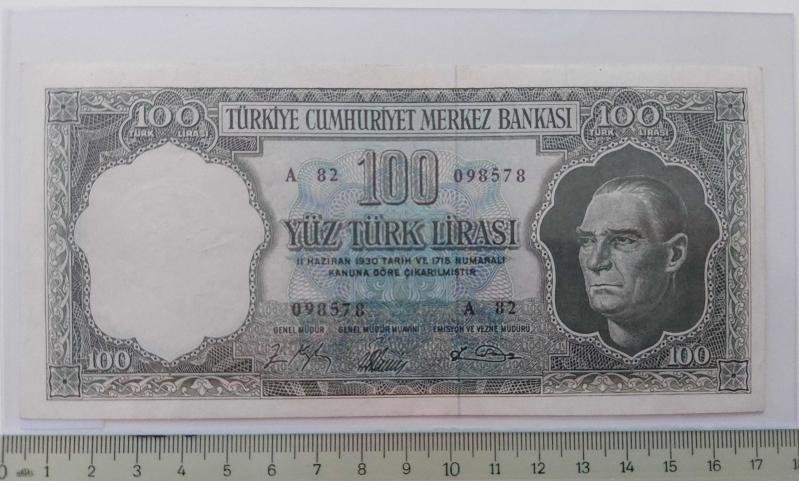 100 TÜRKİYE CUMHURİYET MERKEZ BANKASI 100
TÜRK LİRASI TÜRK LİRASI
A 82 100 098578
YÜZ TÜRK LİRASI
11 HAZİRAN 1930 TARİH VE 1715 NUMARALI
KANUNA GÖRE ÇIKARILMIŞTIR
098578 A 82
GENEL MÜDÜR GENEL MÜDÜR MUAVİNİ EMİSYON VE VEZNE MÜDÜRÜ
100 100
0 1 2 3 4 5 6 7 8 9 10 11 12 13 14 15 16 17